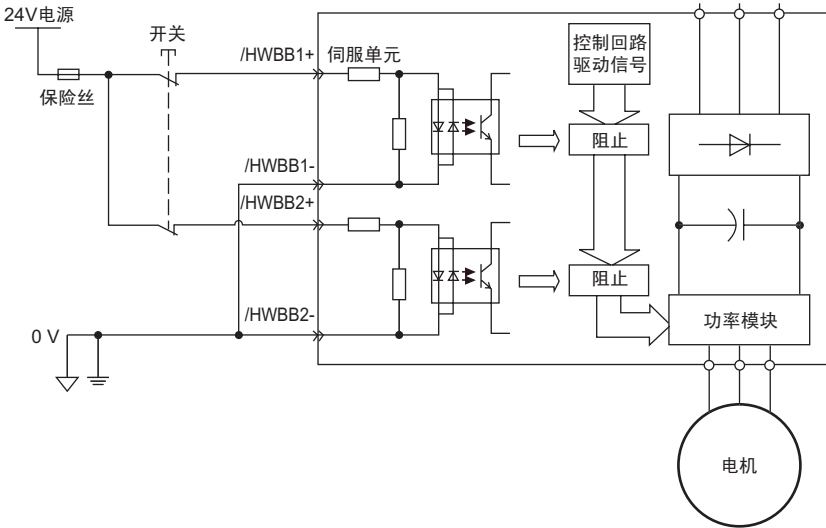 24V电源
开关
保险丝
/HWBB1+
伺服单元
控制回路
驱动信号
阻止
/HWBB1-
/HWBB2+
阻止
/HWBB2-
0 V
功率模块
电机